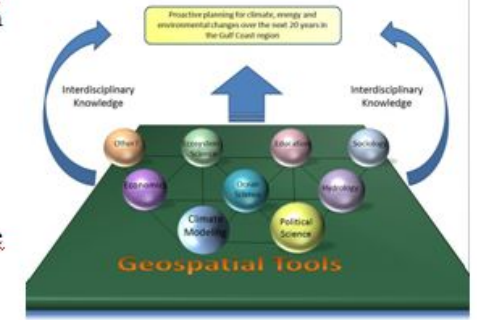 Proactive planning for climate, energy and
environmental changes over the next 20 years in
the Gulf Coast region
Interdisciplinary
Knowledge
Interdisciplinary
Knowledge
Other?
Ecosystem
Science
Education
Sociology
Economics
Ocean
Science
Hydrology
Climate
Modeling
Political
Science
Geospatial Tools